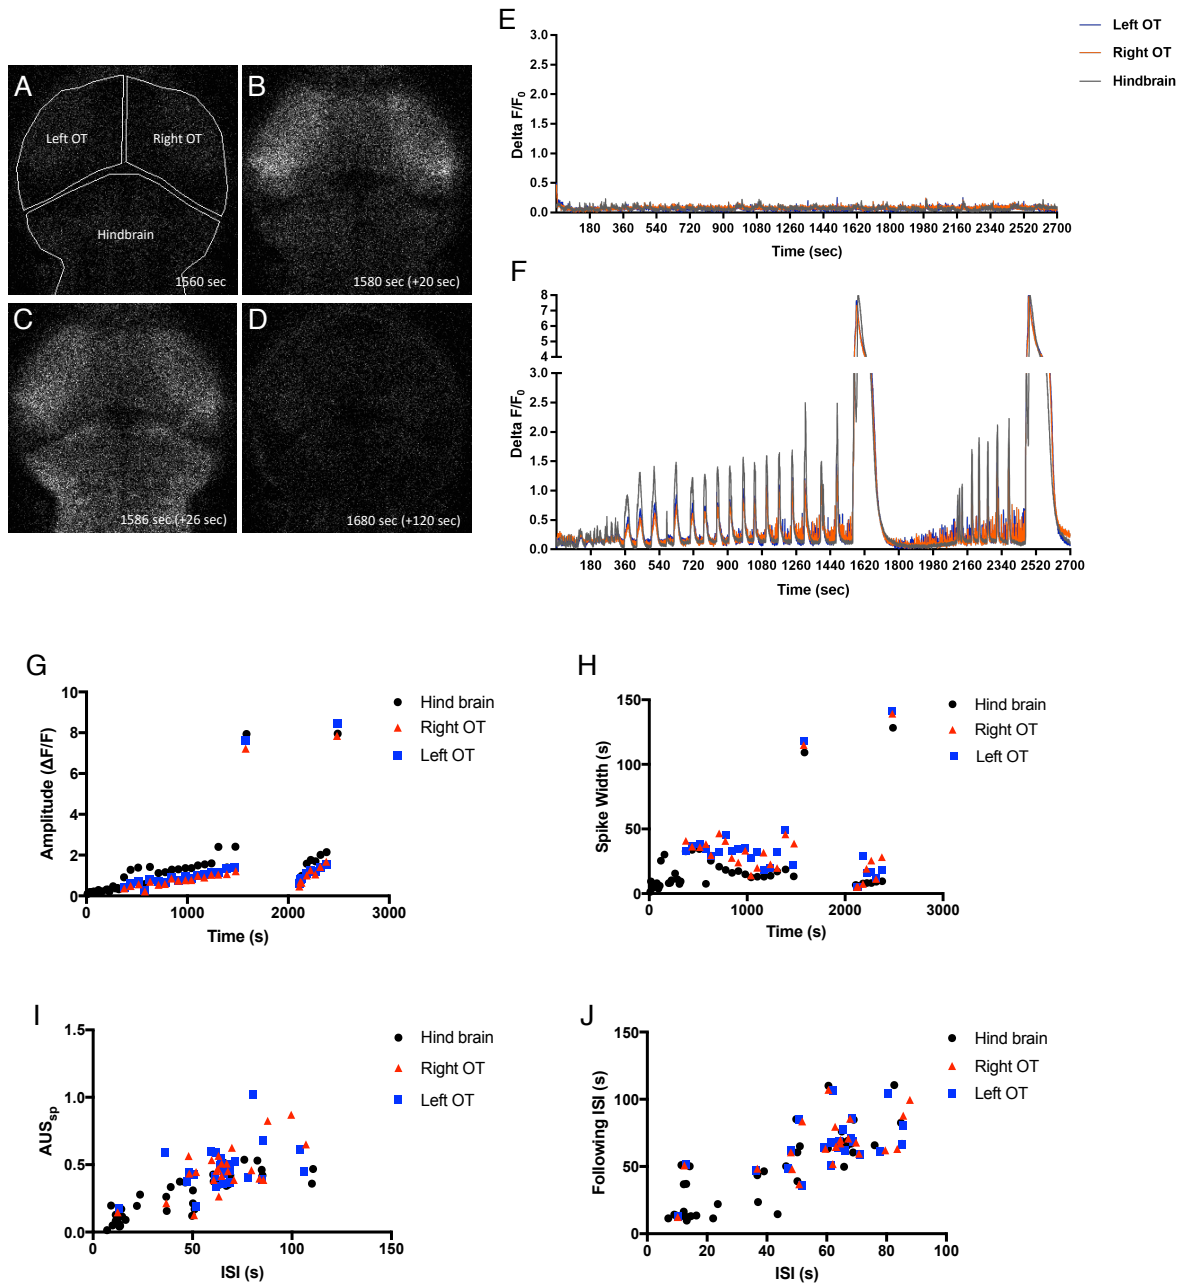 A
Left OT
Right OT
Hindbrain
1560 sec
B
1580 sec (+20 sec)
C
1586 sec (+26 sec)
D
1680 sec (+120 sec)
E
Left OT
Right OT
Hindbrain
3.0
2.5
2.0
1.5
1.0
0.5
0.0
Delta F/F0
180 360 540 720 900 1080 1260 1440 1620 1800 1980 2160 2340 2520 2700
Time (sec)
F
8
7
6
5
4
3.0
2.5
2.0
1.5
1.0
0.5
0.0
Delta F/F0
180 360 540 720 900 1080 1260 1440 1620 1800 1980 2160 2340 2520 2700
Time (sec)
G
10
8
6
4
2
0
Amplitude (ΔF/F)
0 1000 2000 3000
Time (s)
Hind brain
Right OT
Left OT
H
150
100
50
0
Spike Width (s)
0 1000 2000 3000
Time (s)
Hind brain
Right OT
Left OT
I
1.5
1.0
0.5
0.0
AUSsp
0 50 100 150
ISI (s)
Hind brain
Right OT
Left OT
J
150
100
50
0
Following ISI (s)
0 20 40 60 80 100
ISI (s)
Hind brain
Right OT
Left OT